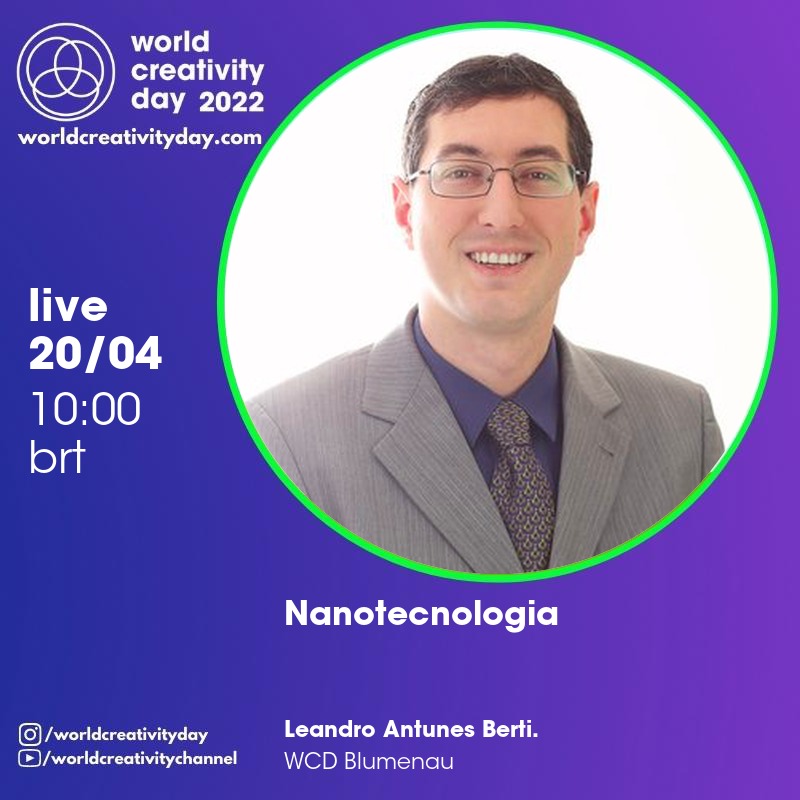 world
creativity
day 2022
worldcreativityday.com
live
20/04
10:00
brt
Nanotecnologia
Leandro Antunes Berti.
WCD Blumenau
/worldcreativityday
/worldcreativitychannel